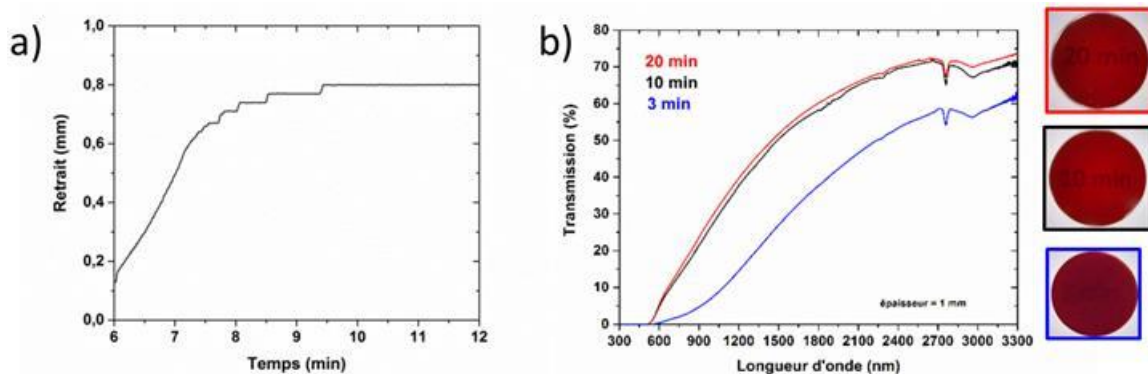 a)
Retrait (mm)
1,0
0,8
0,6
0,4
0,2
0,0
6 7 8 9 10 11 12
Temps (min)
b)
Transmission (%)
80
70
60
50
40
30
20
10
0
20 min
10 min
3 min
épaisseur = 1 mm
300 600 900 1200 1500 1800 2100 2400 2700 3000 3300
Longueur d'onde (nm)
20 min
10 min